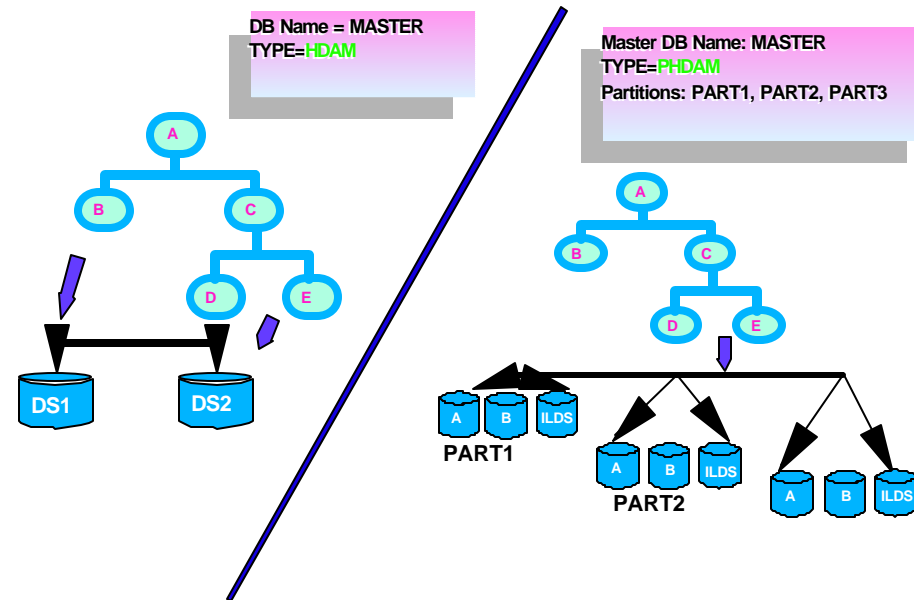 DB Name = MASTER
TYPE=HDAM
A
B
C
D
E
DS1
DS2
Master DB Name: MASTER
TYPE=PHDAM
Partitions: PART1, PART2, PART3
A
B
C
D
E
A
B
ILDS
PART1
A
B
ILDS
PART2
A
B
ILDS